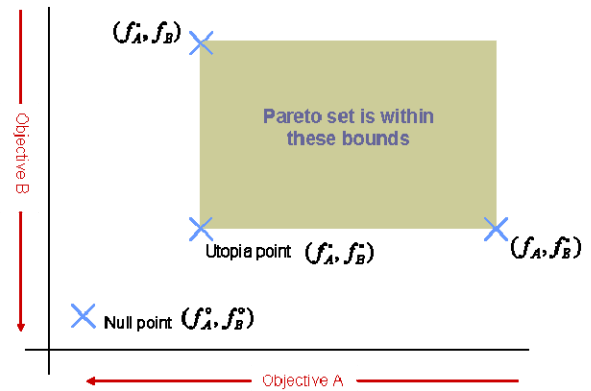 (f*A, fB)
Pareto set is within
these bounds
Objective B
Utopia point (f*A, f*B)
(fA, f*B)
Null point (f°A, f°B)
Objective A